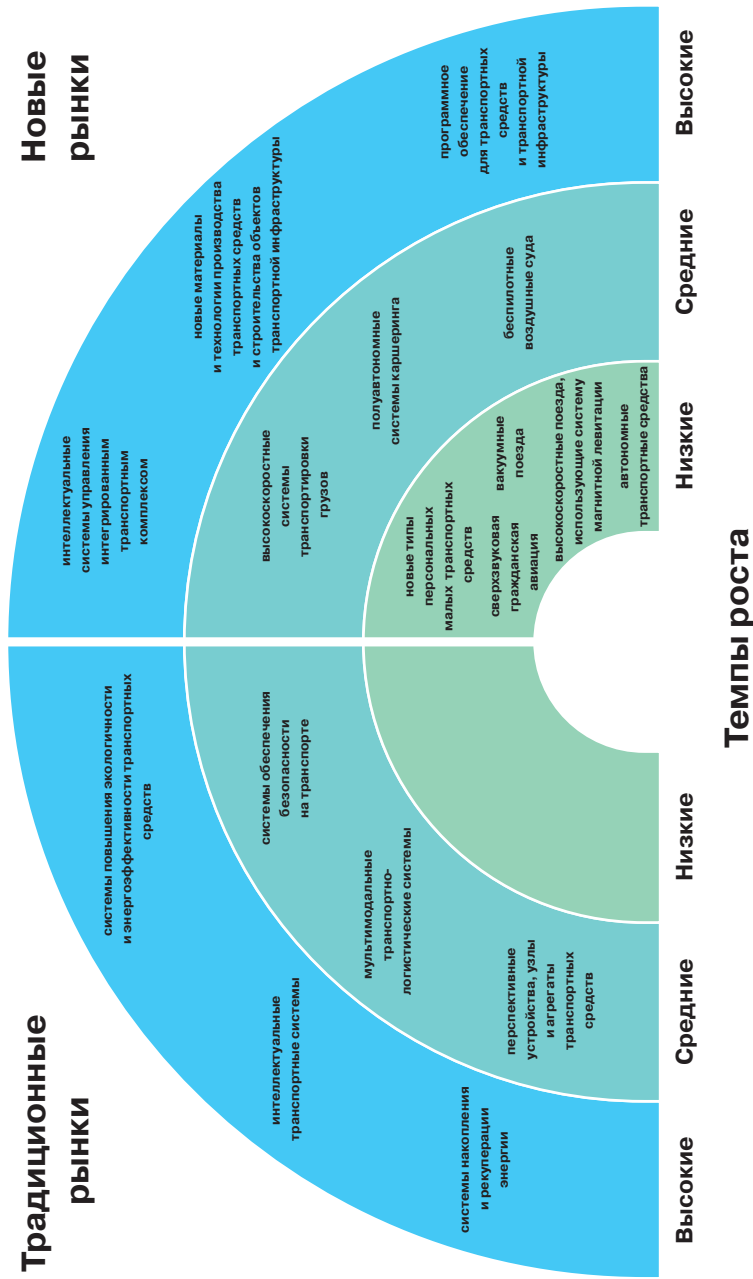 Традиционные
рынки
Новые
рынки
системы повышения экологичности
и энергоэффективности транспортных
средств
интеллектуальные
транспортные системы
системы накопления
и рекуперации
энергии
системы обеспечения
безопасности
на транспорте
мультимодальные
транспортно-
логистические системы
перспективные
устройства, узлы
и агрегаты
транспортных
средств
интеллектуальные
системы управления
интегрированным
транспортным
комплексом
новые материалы
и технологии производства
транспортных средств
и строительства объектов
транспортной инфраструктуры
программное
обеспечение
для транспортных
средств
и транспортной
инфраструктуры
высокоскоростные
системы
транспортировки
грузов
полуавтономные
системы каршеринга
беспилотные
воздушные суда
новые типы
персональных
малых транспортных
средств
вакуумные
поезда
сверхзвуковая
гражданская
авиация
высокоскоростные поезда,
использующие систему
магнитной левитации
автономные
транспортные средства
Высокие
Средние
Низкие
Низкие
Средние
Высокие
Темпы роста